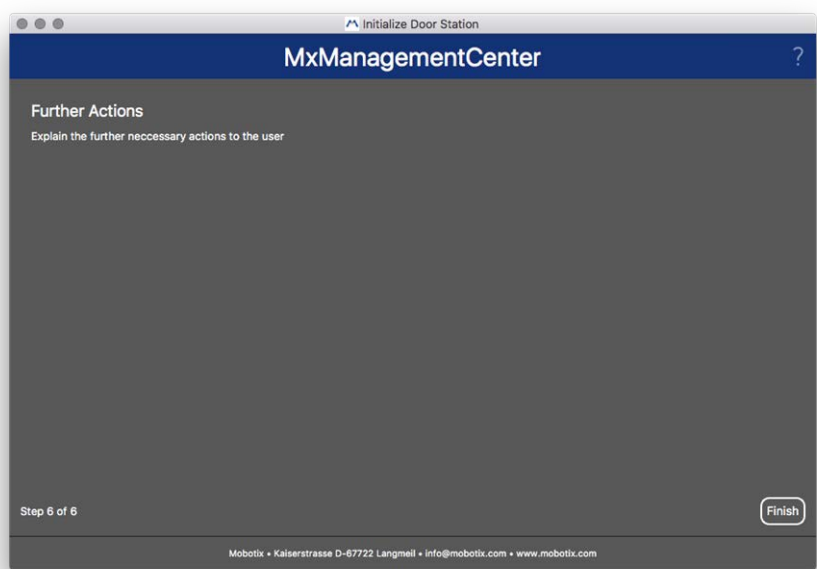 Initialize Door Station
MxManagementCenter
?
Further Actions
Explain the further neccessary actions to the user
Step 6 of 6
Finish
Mobotix • Kaiserstrasse D-67722 Langmeil • info@mobotix.com • www.mobotix.com